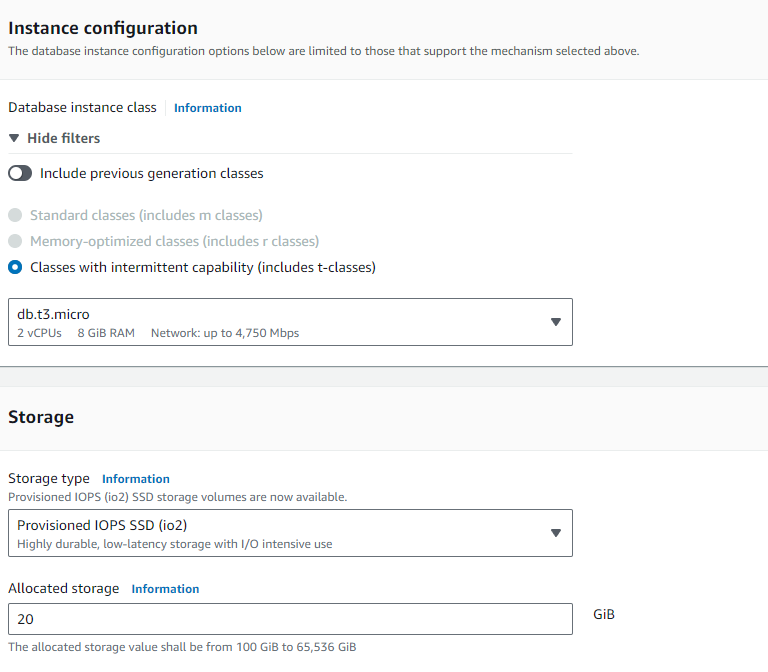 Instance configuration
The database instance configuration options below are limited to those that support the mechanism selected above.
Database instance class Information
Hide filters
Include previous generation classes
Standard classes (includes m classes)
Memory-optimized classes (includes r classes)
Classes with intermittent capability (includes t-classes)
db.t3.micro
2 vCPUs 8 GiB RAM Network: up to 4,750 Mbps
Storage
Storage type Information
Provisioned IOPS (io2) SSD storage volumes are now available.
Provisioned IOPS SSD (io2)
Highly durable, low-latency storage with I/O intensive use
Allocated storage Information
20 GiB
The allocated storage value shall be from 100 GiB to 65,536 GiB